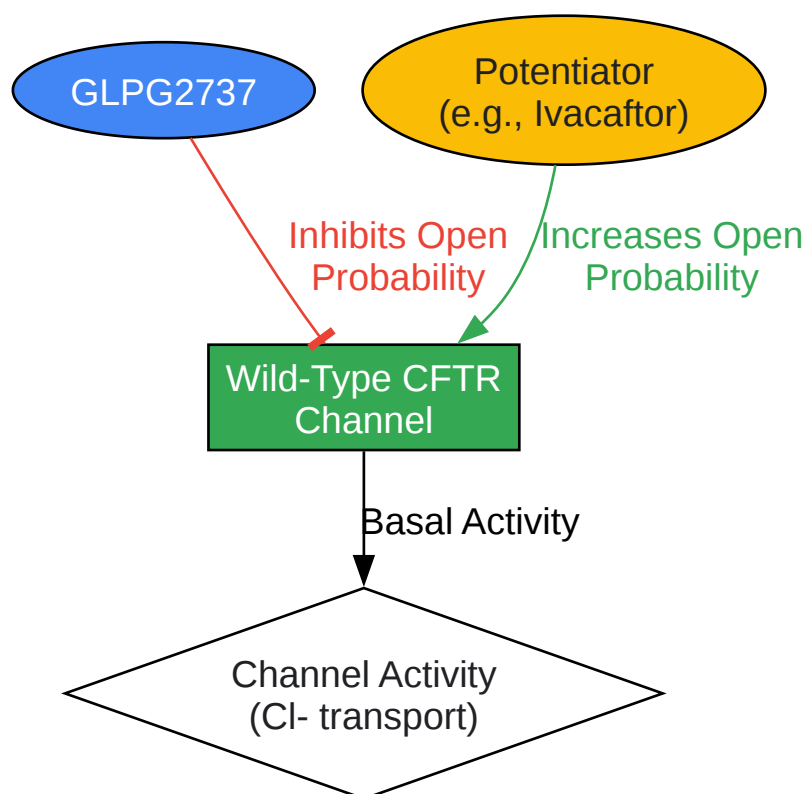 GLPG2737
Potentiator
(e.g., Ivacaftor)
Inhibits Open
Probability
Increases Open
Probability
Wild-Type CFTR
Channel
Basal Activity
Channel Activity
(Cl- transport)